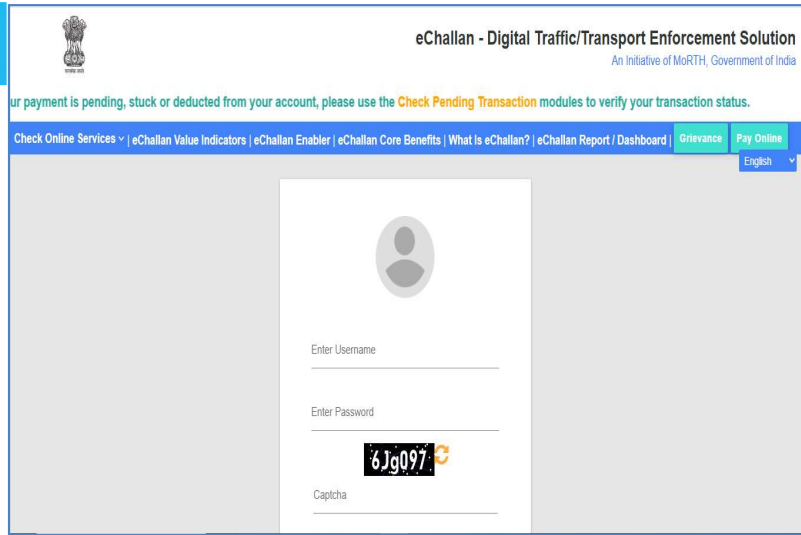 eChallan - Digital Traffic/Transport Enforcement Solution
An Initiative of MoRTH, Government of India
ur payment is pending, stuck or deducted from your account, please use the Check Pending Transaction modules to verify your transaction status.
Check Online Services | eChallan Value Indicators | eChallan Enabler | eChallan Core Benefits | What Is eChallan? | eChallan Report / Dashboard | Grievance Pay Online
English
Enter Username
Enter Password
6Jg097
Captcha